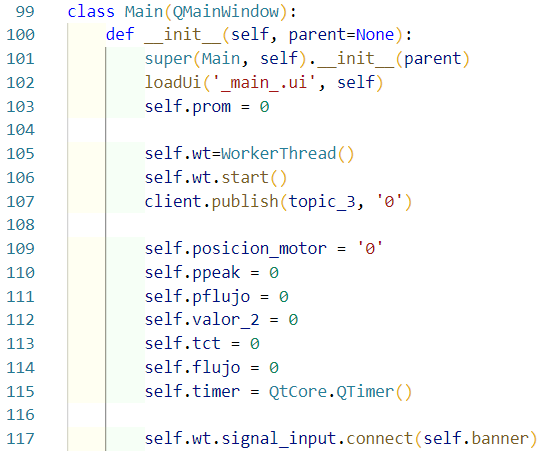 99 class Main(QMainWindow):
100 def __init__(self, parent=None):
101 super(Main, self).__init__(parent)
102 loadUi('_main_.ui', self)
103 self.prom = 0
104
105 self.wt=WorkerThread()
106 self.wt.start()
107 client.publish(topic_3, '0')
108
109 self.posicion_motor = '0'
110 self.ppeak = 0
111 self.pflujo = 0
112 self.valor_2 = 0
113 self.tct = 0
114 self.flujo = 0
115 self.timer = QtCore.QTimer()
116
117 self.wt.signal_input.connect(self.banner)